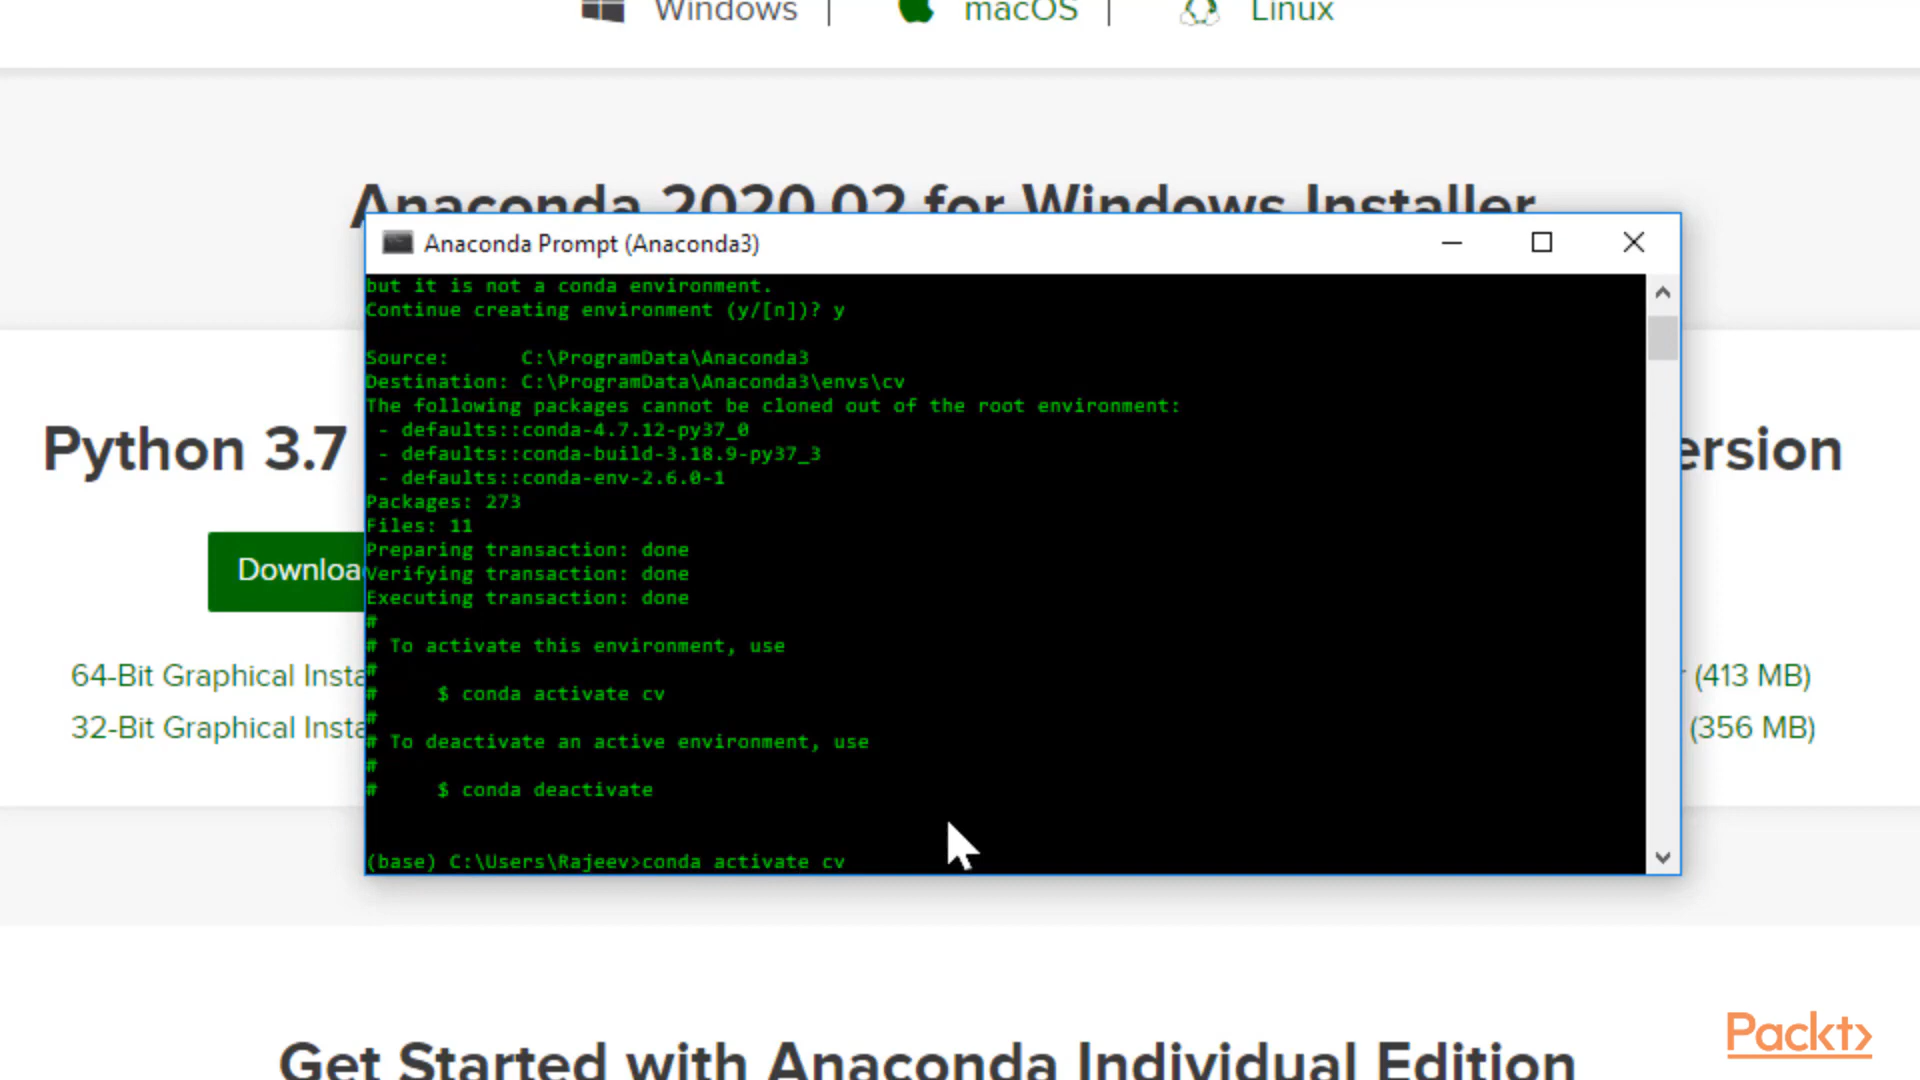 Windows | macOS | Linux
Anaconda 2020.02 for Windows Installer
Anaconda Prompt (Anaconda3)
but it is not a conda environment.
Continue creating environment (y/[n])? y
Source:      C:\ProgramData\Anaconda3
Destination: C:\ProgramData\Anaconda3\envs\cv
The following packages cannot be cloned out of the root environment:
- defaults::conda-4.7.12-py37_0
- defaults::conda-build-3.18.9-py37_3
- defaults::conda-env-2.6.0-1
Packages: 273
Files: 11
Preparing transaction: done
Verifying transaction: done
Executing transaction: done
#
# To activate this environment, use
#
#     $ conda activate cv
#
# To deactivate an active environment, use
#
#     $ conda deactivate
(base) C:\Users\Rajeev>conda activate cv
Python 3.7
ersion
Downloa
64-Bit Graphical Insta
(413 MB)
32-Bit Graphical Insta
(356 MB)
Get Started with Anaconda Individual Edition
Packt>